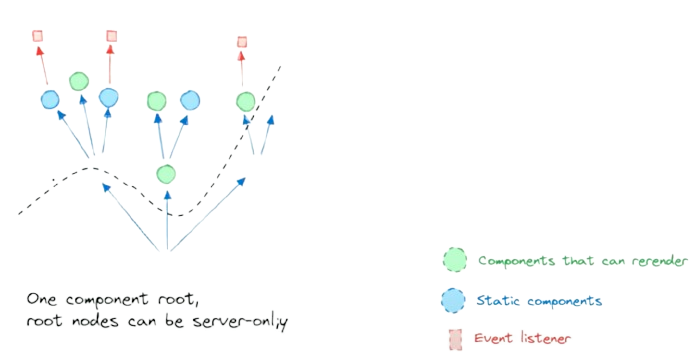 One component root,
root nodes can be server-only
Components that can rerender
Static components
Event listener